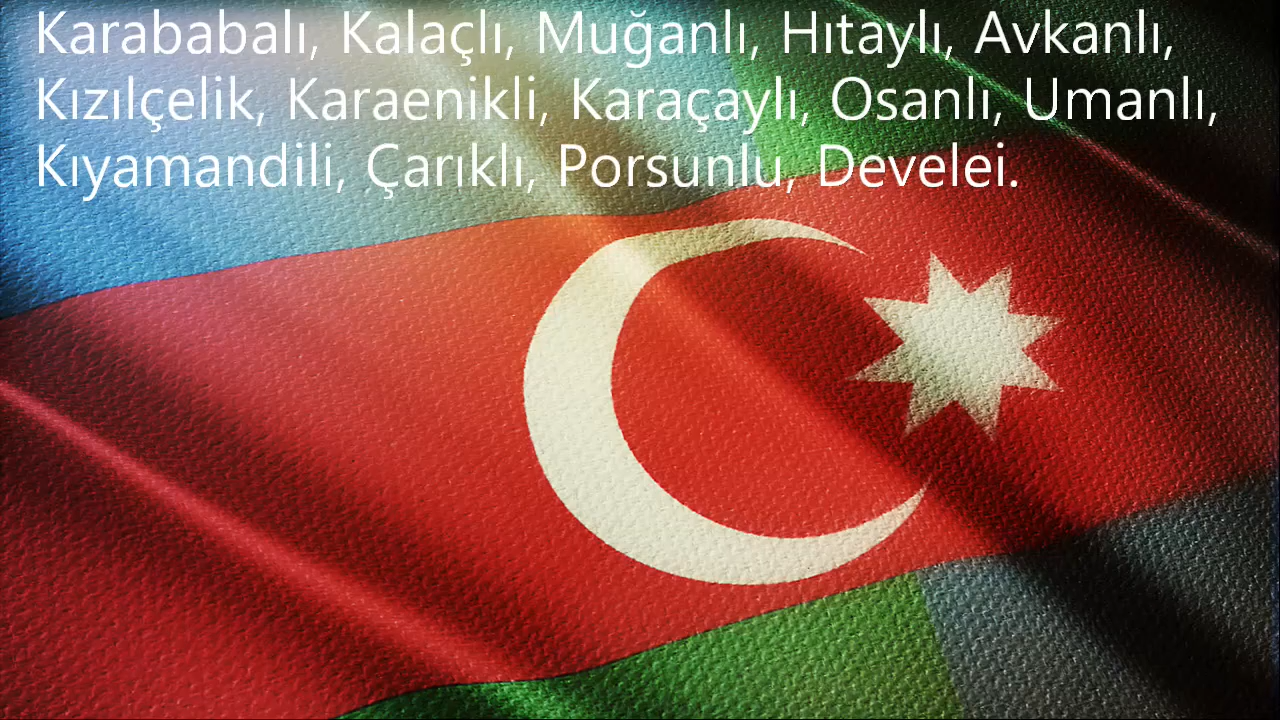 Karababalı, Kalaçlı, Muğanlı, Hıtaylı, Avkanlı,
Kızılçelik, Karaenikli, Karaçaylı, Osanlı, Umanlı,
Kıyamandili, Çarıklı, Porsunlu, Develei.